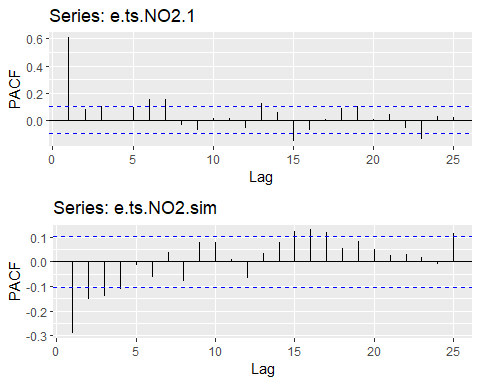 Series: e.ts.NO2.1
PACF
0.6
0.4
0.2
0.0
0 5 10 15 20 25
Lag
Series: e.ts.NO2.sim
PACF
0.1
0.0
-0.1
-0.2
-0.3
0 5 10 15 20 25
Lag